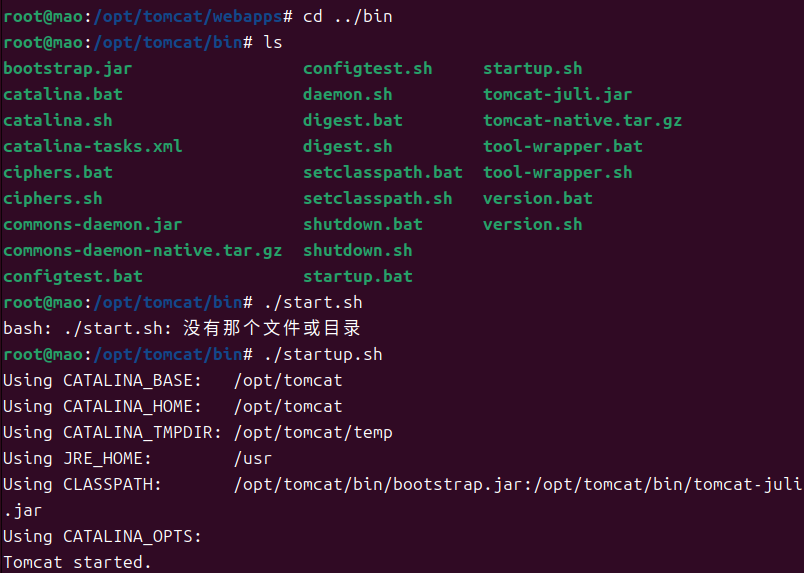 root@mao:/opt/tomcat/webapps# cd ../bin
root@mao:/opt/tomcat/bin# ls
bootstrap.jar configtest.sh startup.sh
catalina.bat daemon.sh tomcat-juli.jar
catalina.sh digest.bat tomcat-native.tar.gz
catalina-tasks.xml digest.sh tool-wrapper.bat
ciphers.bat setclasspath.bat tool-wrapper.sh
ciphers.sh setclasspath.sh version.bat
commons-daemon.jar shutdown.bat version.sh
commons-daemon-native.tar.gz shutdown.sh
configtest.bat startup.bat
root@mao:/opt/tomcat/bin# ./start.sh
bash: ./start.sh: 没有那个文件或目录
root@mao:/opt/tomcat/bin# ./startup.sh
Using CATALINA_BASE: /opt/tomcat
Using CATALINA_HOME: /opt/tomcat
Using CATALINA_TMPDIR: /opt/tomcat/temp
Using JRE_HOME: /usr
Using CLASSPATH: /opt/tomcat/bin/bootstrap.jar:/opt/tomcat/bin/tomcat-juli
.jar
Using CATALINA_OPTS:
Tomcat started.